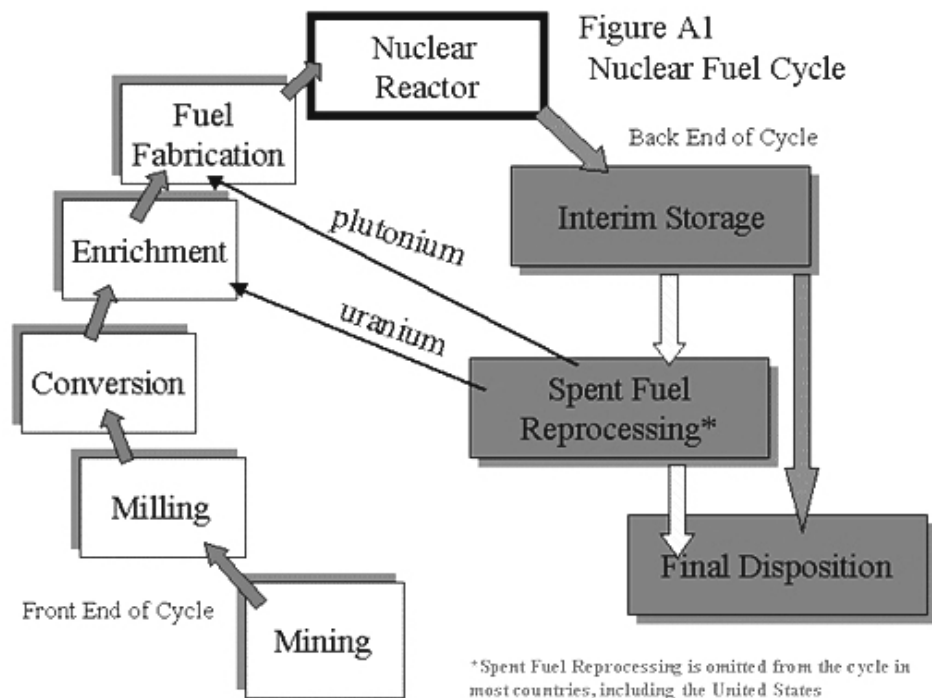 Figure A1
Nuclear Fuel Cycle
Nuclear
Reactor
Fuel
Fabrication
Back End of Cycle
Interim Storage
Enrichment
plutonium
uranium
Conversion
Spent Fuel
Reprocessing*
Milling
Final Disposition
Front End of Cycle
Mining
*Spent Fuel Reprocessing is omitted from the cycle in
most countries, including the United States